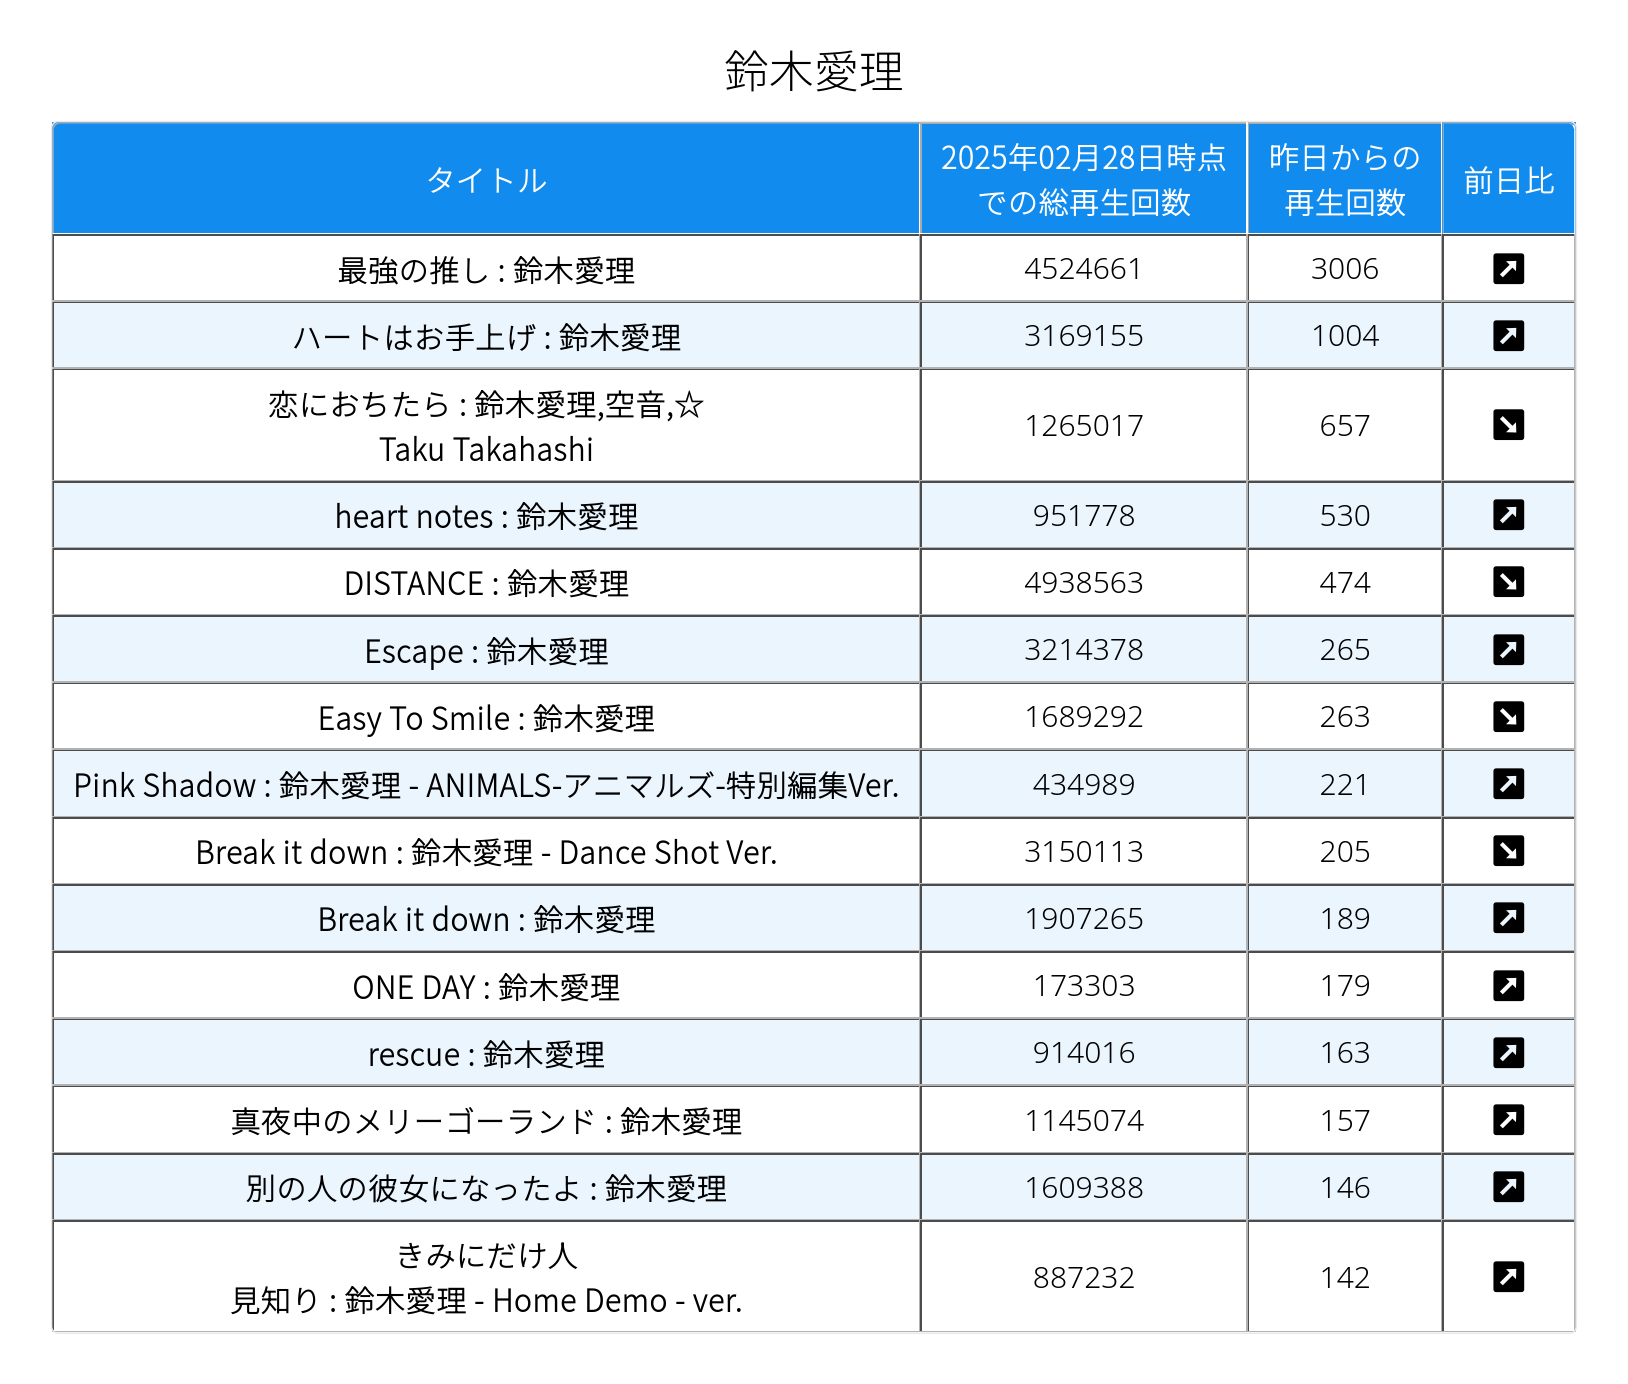 鈴木愛理
タイトル
2025年02月28日時点
での総再生回数
昨日からの
再生回数
前日比
最強の推し : 鈴木愛理 4524661 3006 ↗
ハートはお手上げ : 鈴木愛理 3169155 1004 ↗
恋におちたら : 鈴木愛理,空音,☆
Taku Takahashi 1265017 657 ↘
heart notes : 鈴木愛理 951778 530 ↗
DISTANCE : 鈴木愛理 4938563 474 ↘
Escape : 鈴木愛理 3214378 265 ↗
Easy To Smile : 鈴木愛理 1689292 263 ↘
Pink Shadow : 鈴木愛理 - ANIMALS-アニマルズ-特別編集Ver. 434989 221 ↗
Break it down : 鈴木愛理 - Dance Shot Ver. 3150113 205 ↘
Break it down : 鈴木愛理 1907265 189 ↗
ONE DAY : 鈴木愛理 173303 179 ↗
rescue : 鈴木愛理 914016 163 ↗
真夜中のメリーゴーランド : 鈴木愛理 1145074 157 ↗
別の人の彼女になったよ : 鈴木愛理 1609388 146 ↗
きみにだけ人
見知り : 鈴木愛理 - Home Demo - ver. 887232 142 ↗